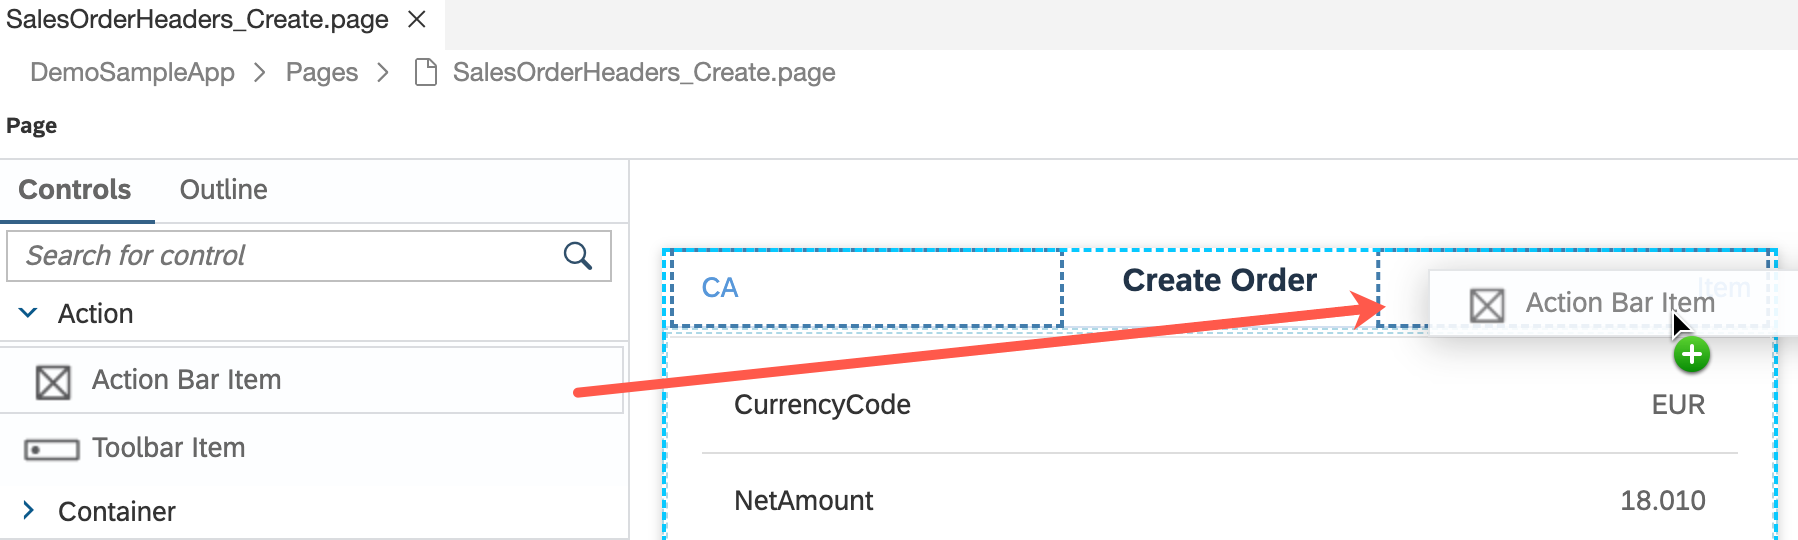 SalesOrderHeaders_Create.page
DemoSampleApp > Pages > SalesOrderHeaders_Create.page
Page
Controls Outline
Search for control
Action
Action Bar Item
Toolbar Item
Container
CA Create Order Item
Action Bar Item
CurrencyCode EUR
NetAmount 18.010